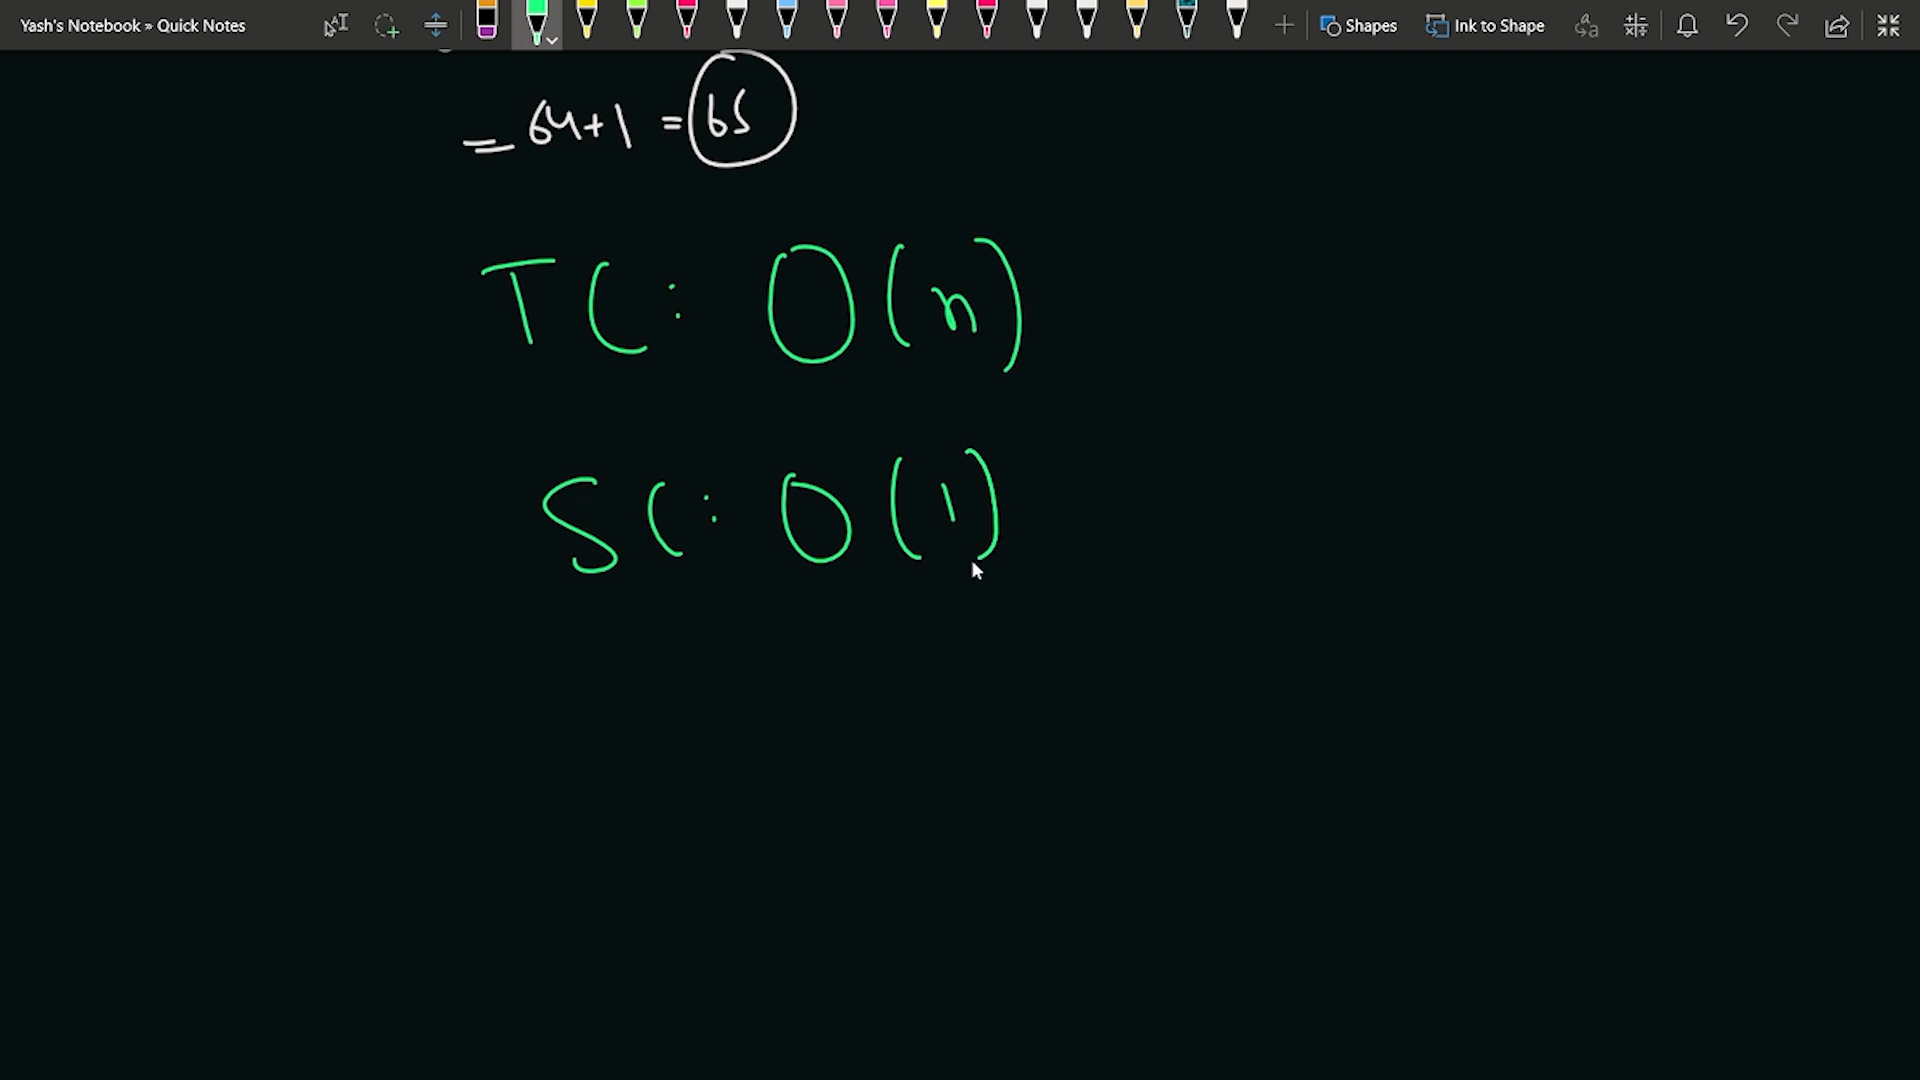 Yash's Notebook » Quick Notes Shapes Ink to Shape
= 64+1 = 65
TC: O(n)
SC: O(1)